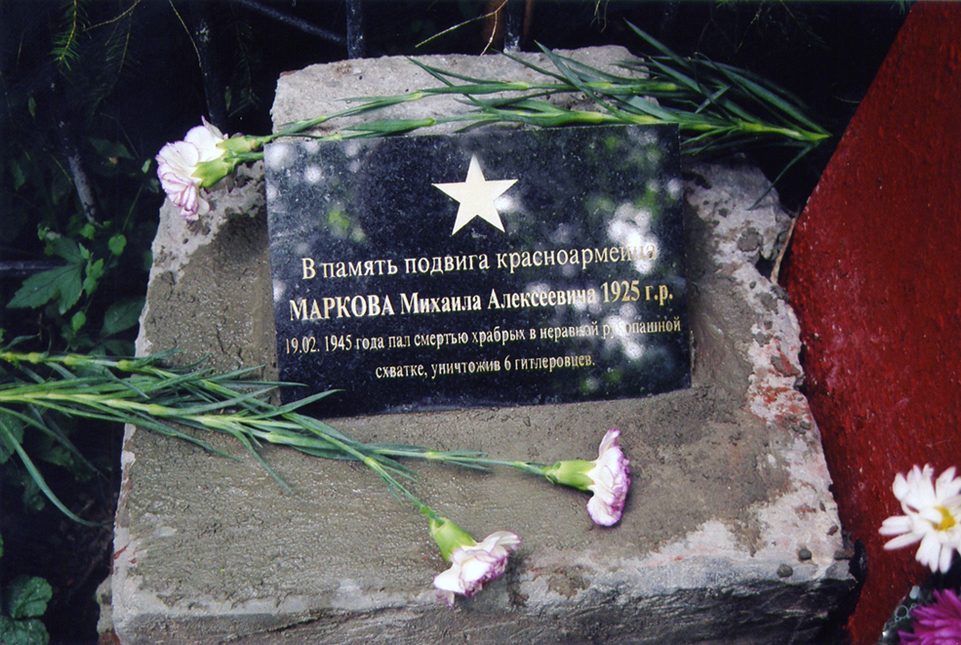 В память подвига красноармейца
МАРКОВА Михаила Алексеевича 1925 г.р.
19.02. 1945 года пал смертью храбрых в неравной рукопашной
схватке, уничтожив 6 гитлеровцев.